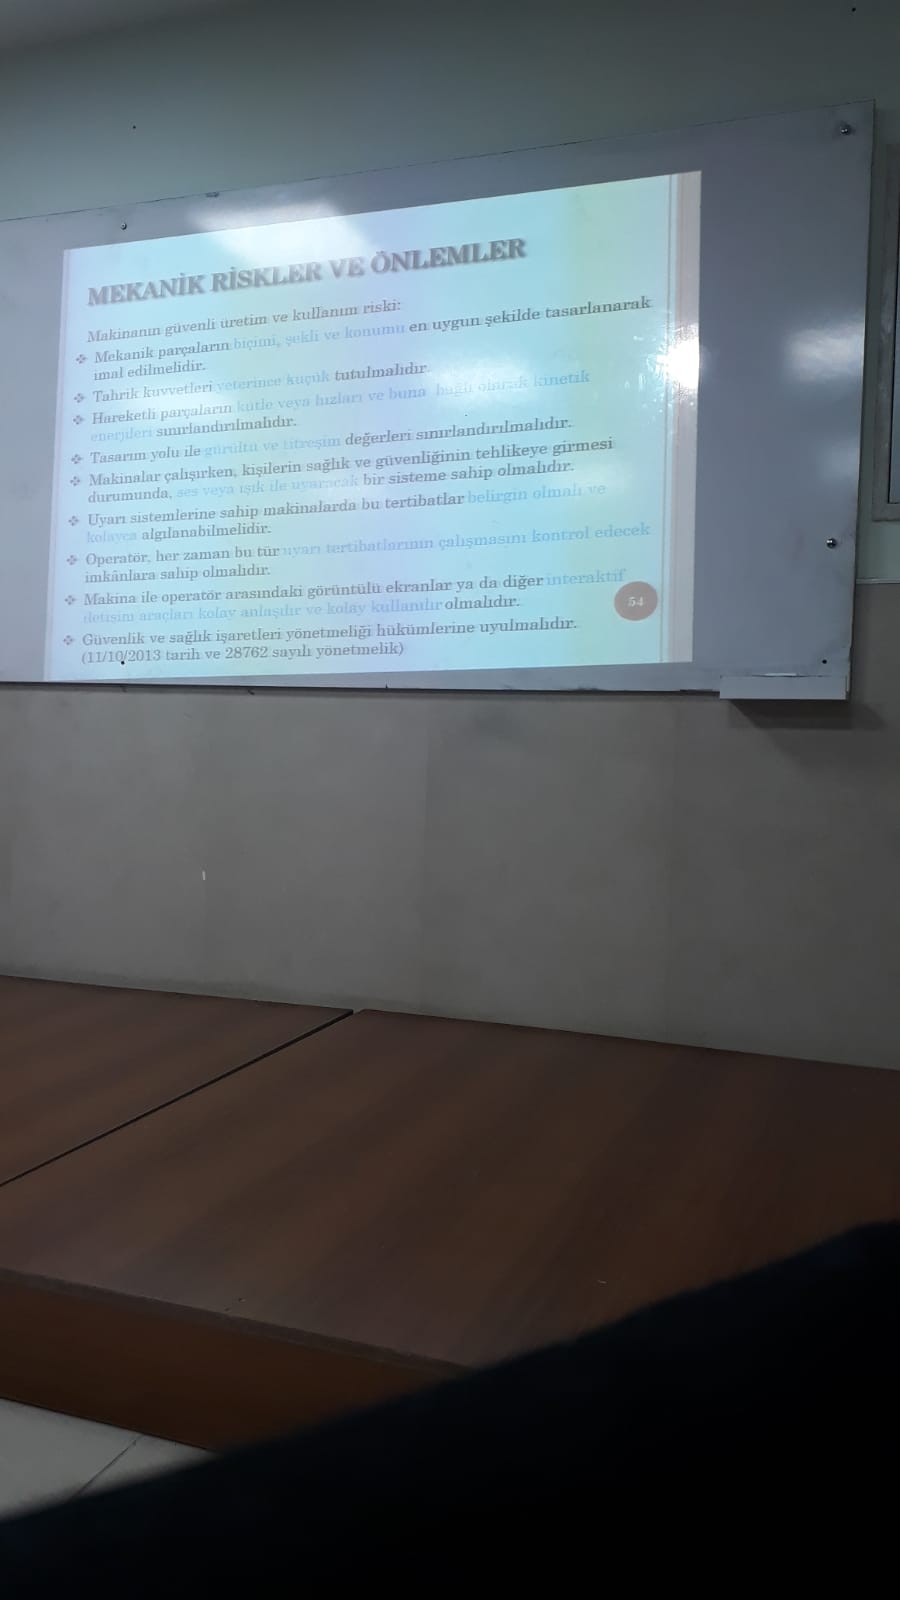 MEKANİK RİSKLER VE ÖNLEMLER
Makinanın güvenli üretim ve kullanım riski:
❖ Mekanik parçaların biçimi, şekli ve konumu en uygun şekilde tasarlanarak
imal edilmelidir.
❖ Tahrik kuvvetleri yeterince küçük tutulmalıdır.
❖ Hareketli parçaların kütle veya hızları ve buna bağlı olarak kinetik
enerjileri sınırlandırılmalıdır.
❖ Tasarım yolu ile gürültü ve titreşim değerleri sınırlandırılmalıdır.
❖ Makinalar çalışırken, kişilerin sağlık ve güvenliğinin tehlikeye girmesi
durumunda, ses veya ışık ile uyaracak bir sisteme sahip olmalıdır.
❖ Uyarı sistemlerine sahip makinalarda bu tertibatlar belirgin olmalı ve
kolayca algılanabilmelidir.
❖ Operatör, her zaman bu tür uyarı tertibatlarının çalışmasını kontrol edecek
imkânlara sahip olmalıdır.
❖ Makina ile operatör arasındaki görüntülü ekranlar ya da diğer interaktif
iletişim araçları kolay anlaşılır ve kolay kullanılır olmalıdır.
54
❖ Güvenlik ve sağlık işaretleri yönetmeliği hükümlerine uyulmalıdır.
(11/10/2013 tarih ve 28762 sayılı yönetmelik)